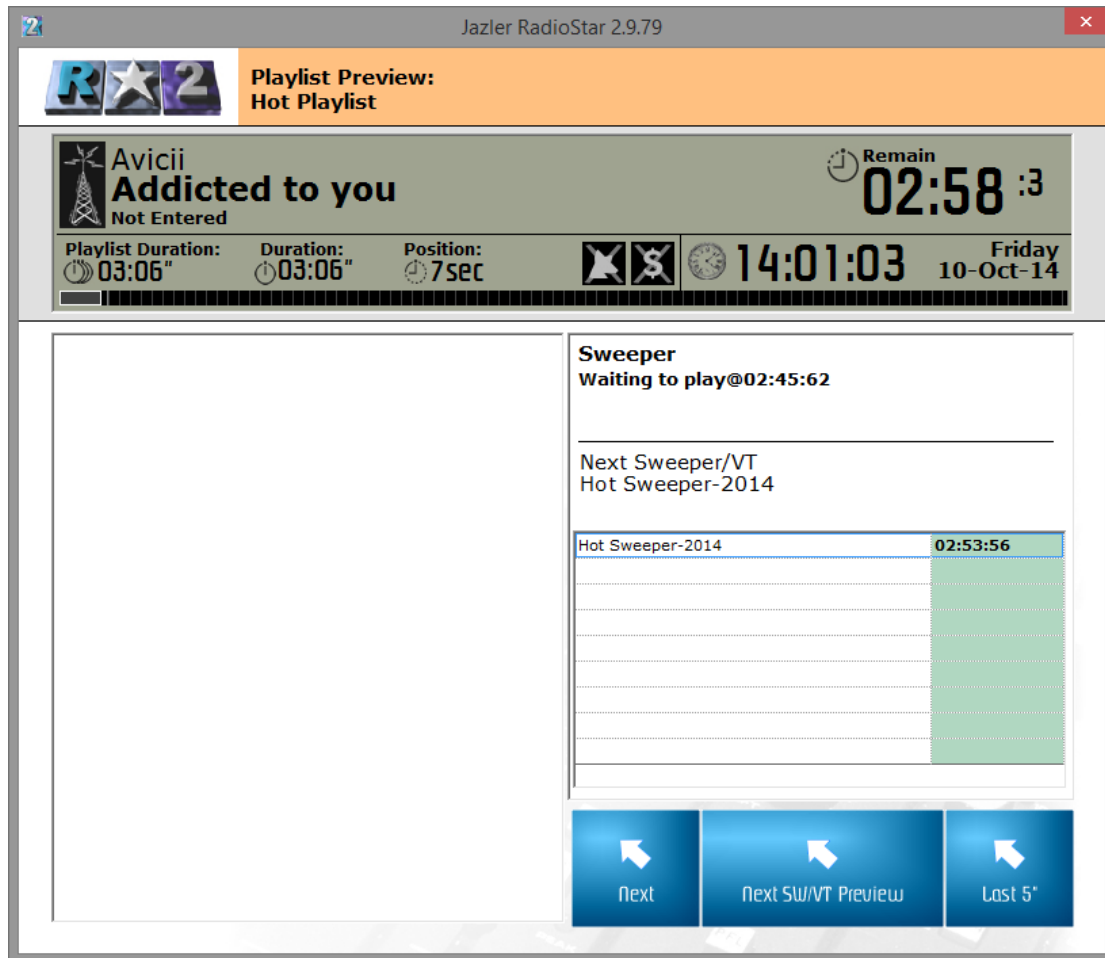 2
Jazler RadioStar 2.9.79
R 2
Playlist Preview:
Hot Playlist
Avicii
Addicted to you
Not Entered
Remain
02:58 :3
Playlist Duration:
03:06"
Duration:
03:06"
Position:
7sec
$
14:01:03
Friday
10-Oct-14
Sweeper
Waiting to play@02:45:62
Next Sweeper/VT
Hot Sweeper-2014
Hot Sweeper-2014 02:53:56
Next
Next SW/VT Preview
Last 5"